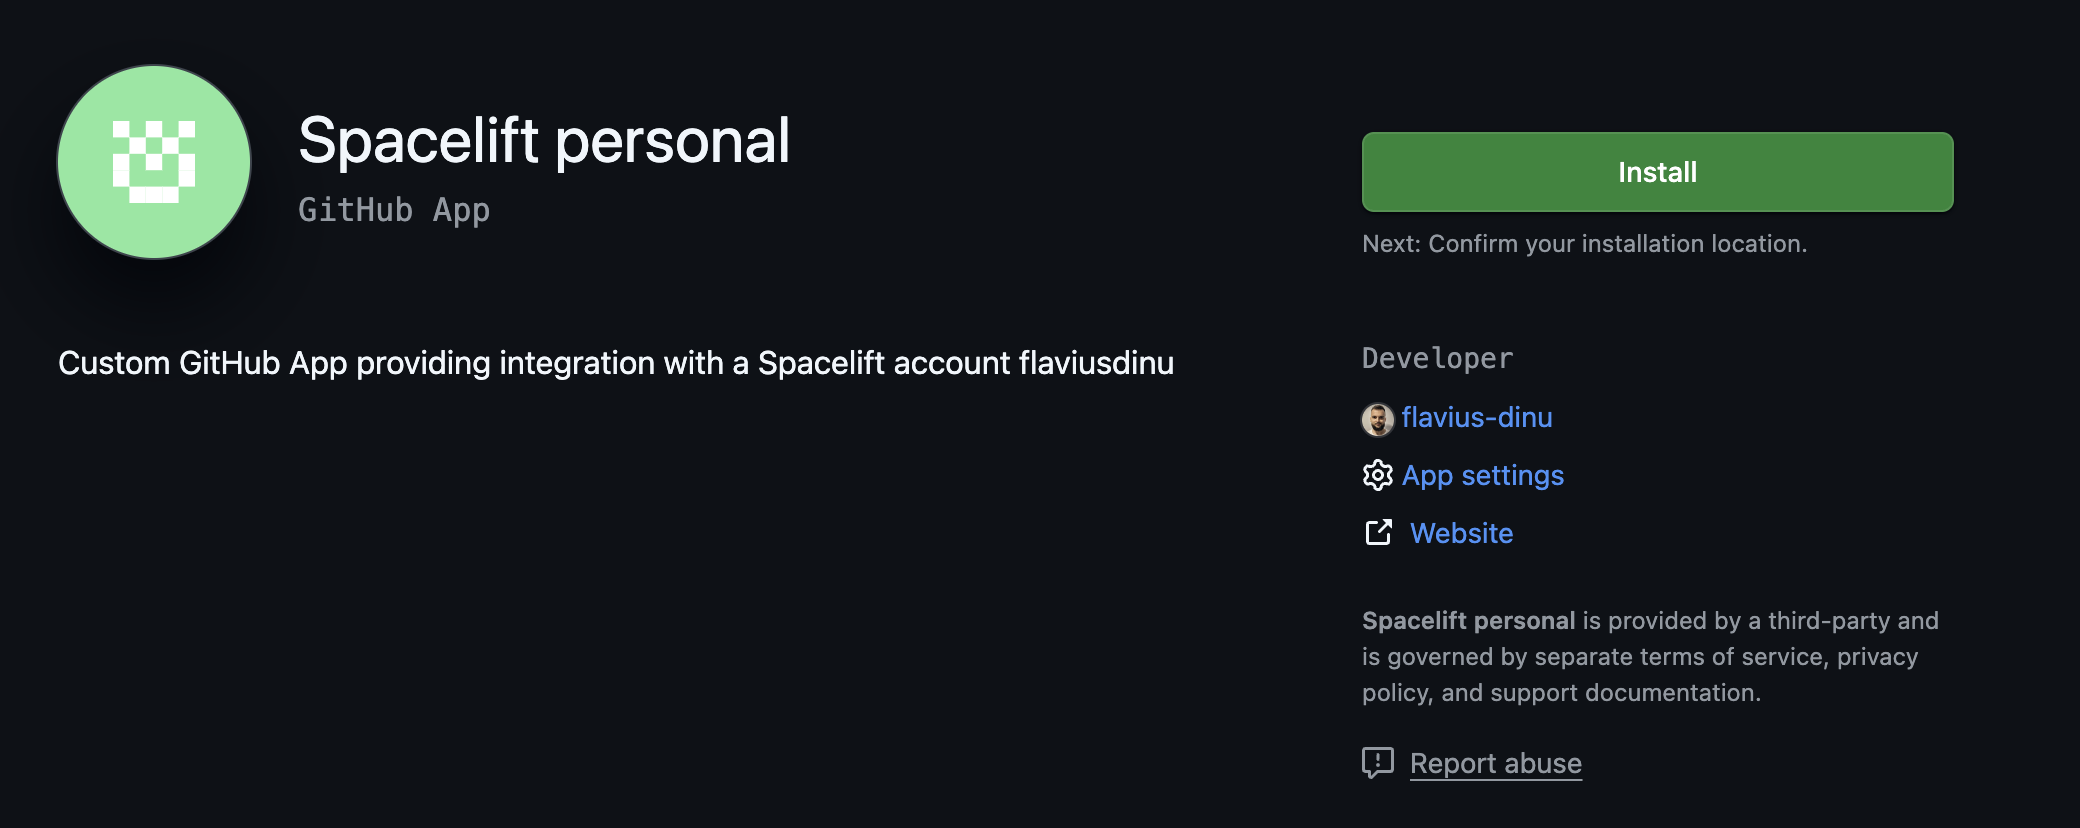 Spacelift personal
GitHub App
Custom GitHub App providing integration with a Spacelift account flaviusdinu
Install
Next: Confirm your installation location.
Developer
flavius-dinu
App settings
Website
Spacelift personal is provided by a third-party and
is governed by separate terms of service, privacy
policy, and support documentation.
Report abuse